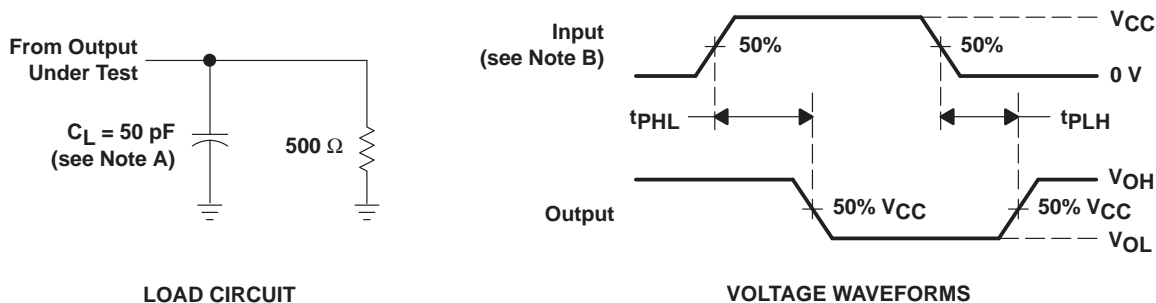 From Output
Under Test
C_L = 50 pF
(see Note A)
500 Ω
LOAD CIRCUIT
Input
(see Note B)
50%
50%
V_CC
0 V
t_PHL
t_PLH
Output
50% V_CC
50% V_CC
V_OH
V_OL
VOLTAGE WAVEFORMS